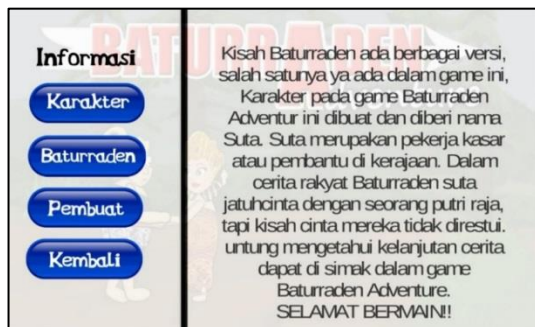 BATURRADEN
Informasi
Karakter
Baturraden
Pembuat
Kembali
Kisah Baturraden ada berbagai versi,
salah satunya ya ada dalam game ini,
Karakter pada game Baturraden
Adventur ini dibuat dan diberi nama
Suta. Suta merupakan pekerja kasar
atau pembantu di kerajaan. Dalam
cerita rakyat Baturraden suta
jatuhcinta dengan seorang putri raja,
tapi kisah cinta mereka tidak direstui.
untung mengetahui kelanjutan cerita
dapat di simak dalam game
Baturraden Adventure.
SELAMAT BERMAIN!!